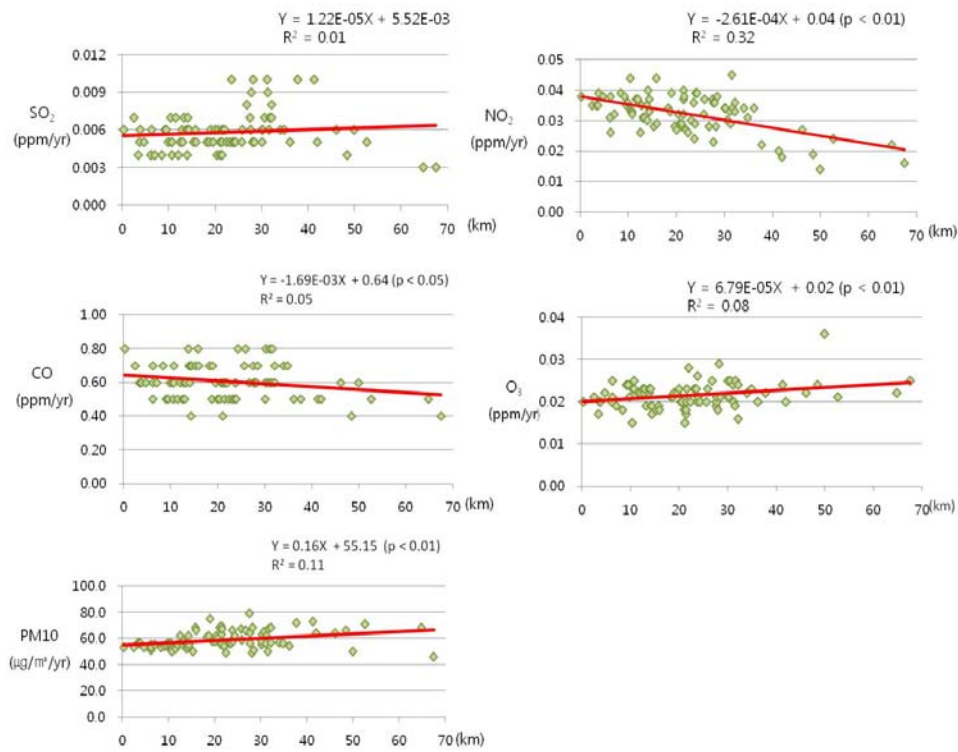 Y = 1.22E-05X + 5.52E-03
R² = 0.01
0.012
0.009
0.006
0.003
0.000
SO₂
(ppm/yr)
0 10 20 30 40 50 60 70 (km)
Y = -2.61E-04X + 0.04 (p < 0.01)
R² = 0.32
0.05
0.04
0.03
0.02
0.01
0.00
NO₂
(ppm/yr)
0 10 20 30 40 50 60 70 (km)
Y = -1.69E-03X + 0.64 (p < 0.05)
R² = 0.05
1.00
0.80
0.60
0.40
0.20
0.00
CO
(ppm/yr)
0 10 20 30 40 50 60 70 (km)
Y = 6.79E-05X + 0.02 (p < 0.01)
R² = 0.08
0.04
0.03
0.02
0.01
0.00
O₃
(ppm/yr)
0 10 20 30 40 50 60 70 (km)
Y = 0.16X + 55.15 (p < 0.01)
R² = 0.11
100.0
80.0
60.0
40.0
20.0
0.0
PM10
(μg/㎥/yr)
0 10 20 30 40 50 60 70 (km)